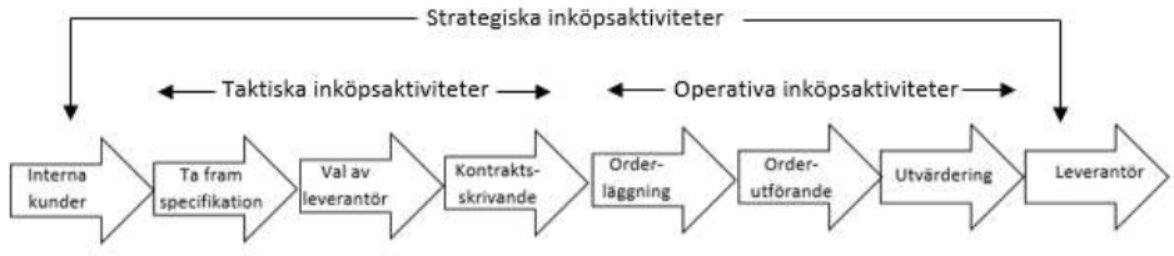 Strategiska inköpsaktiviteter
Taktiska inköpsaktiviteter
Operativa inköpsaktiviteter
Interna
kunder
Ta fram
specifikation
Val av
leverantör
Kontrakts-
skrivande
Order-
läggning
Order-
utförande
Utvärdering
Leverantör